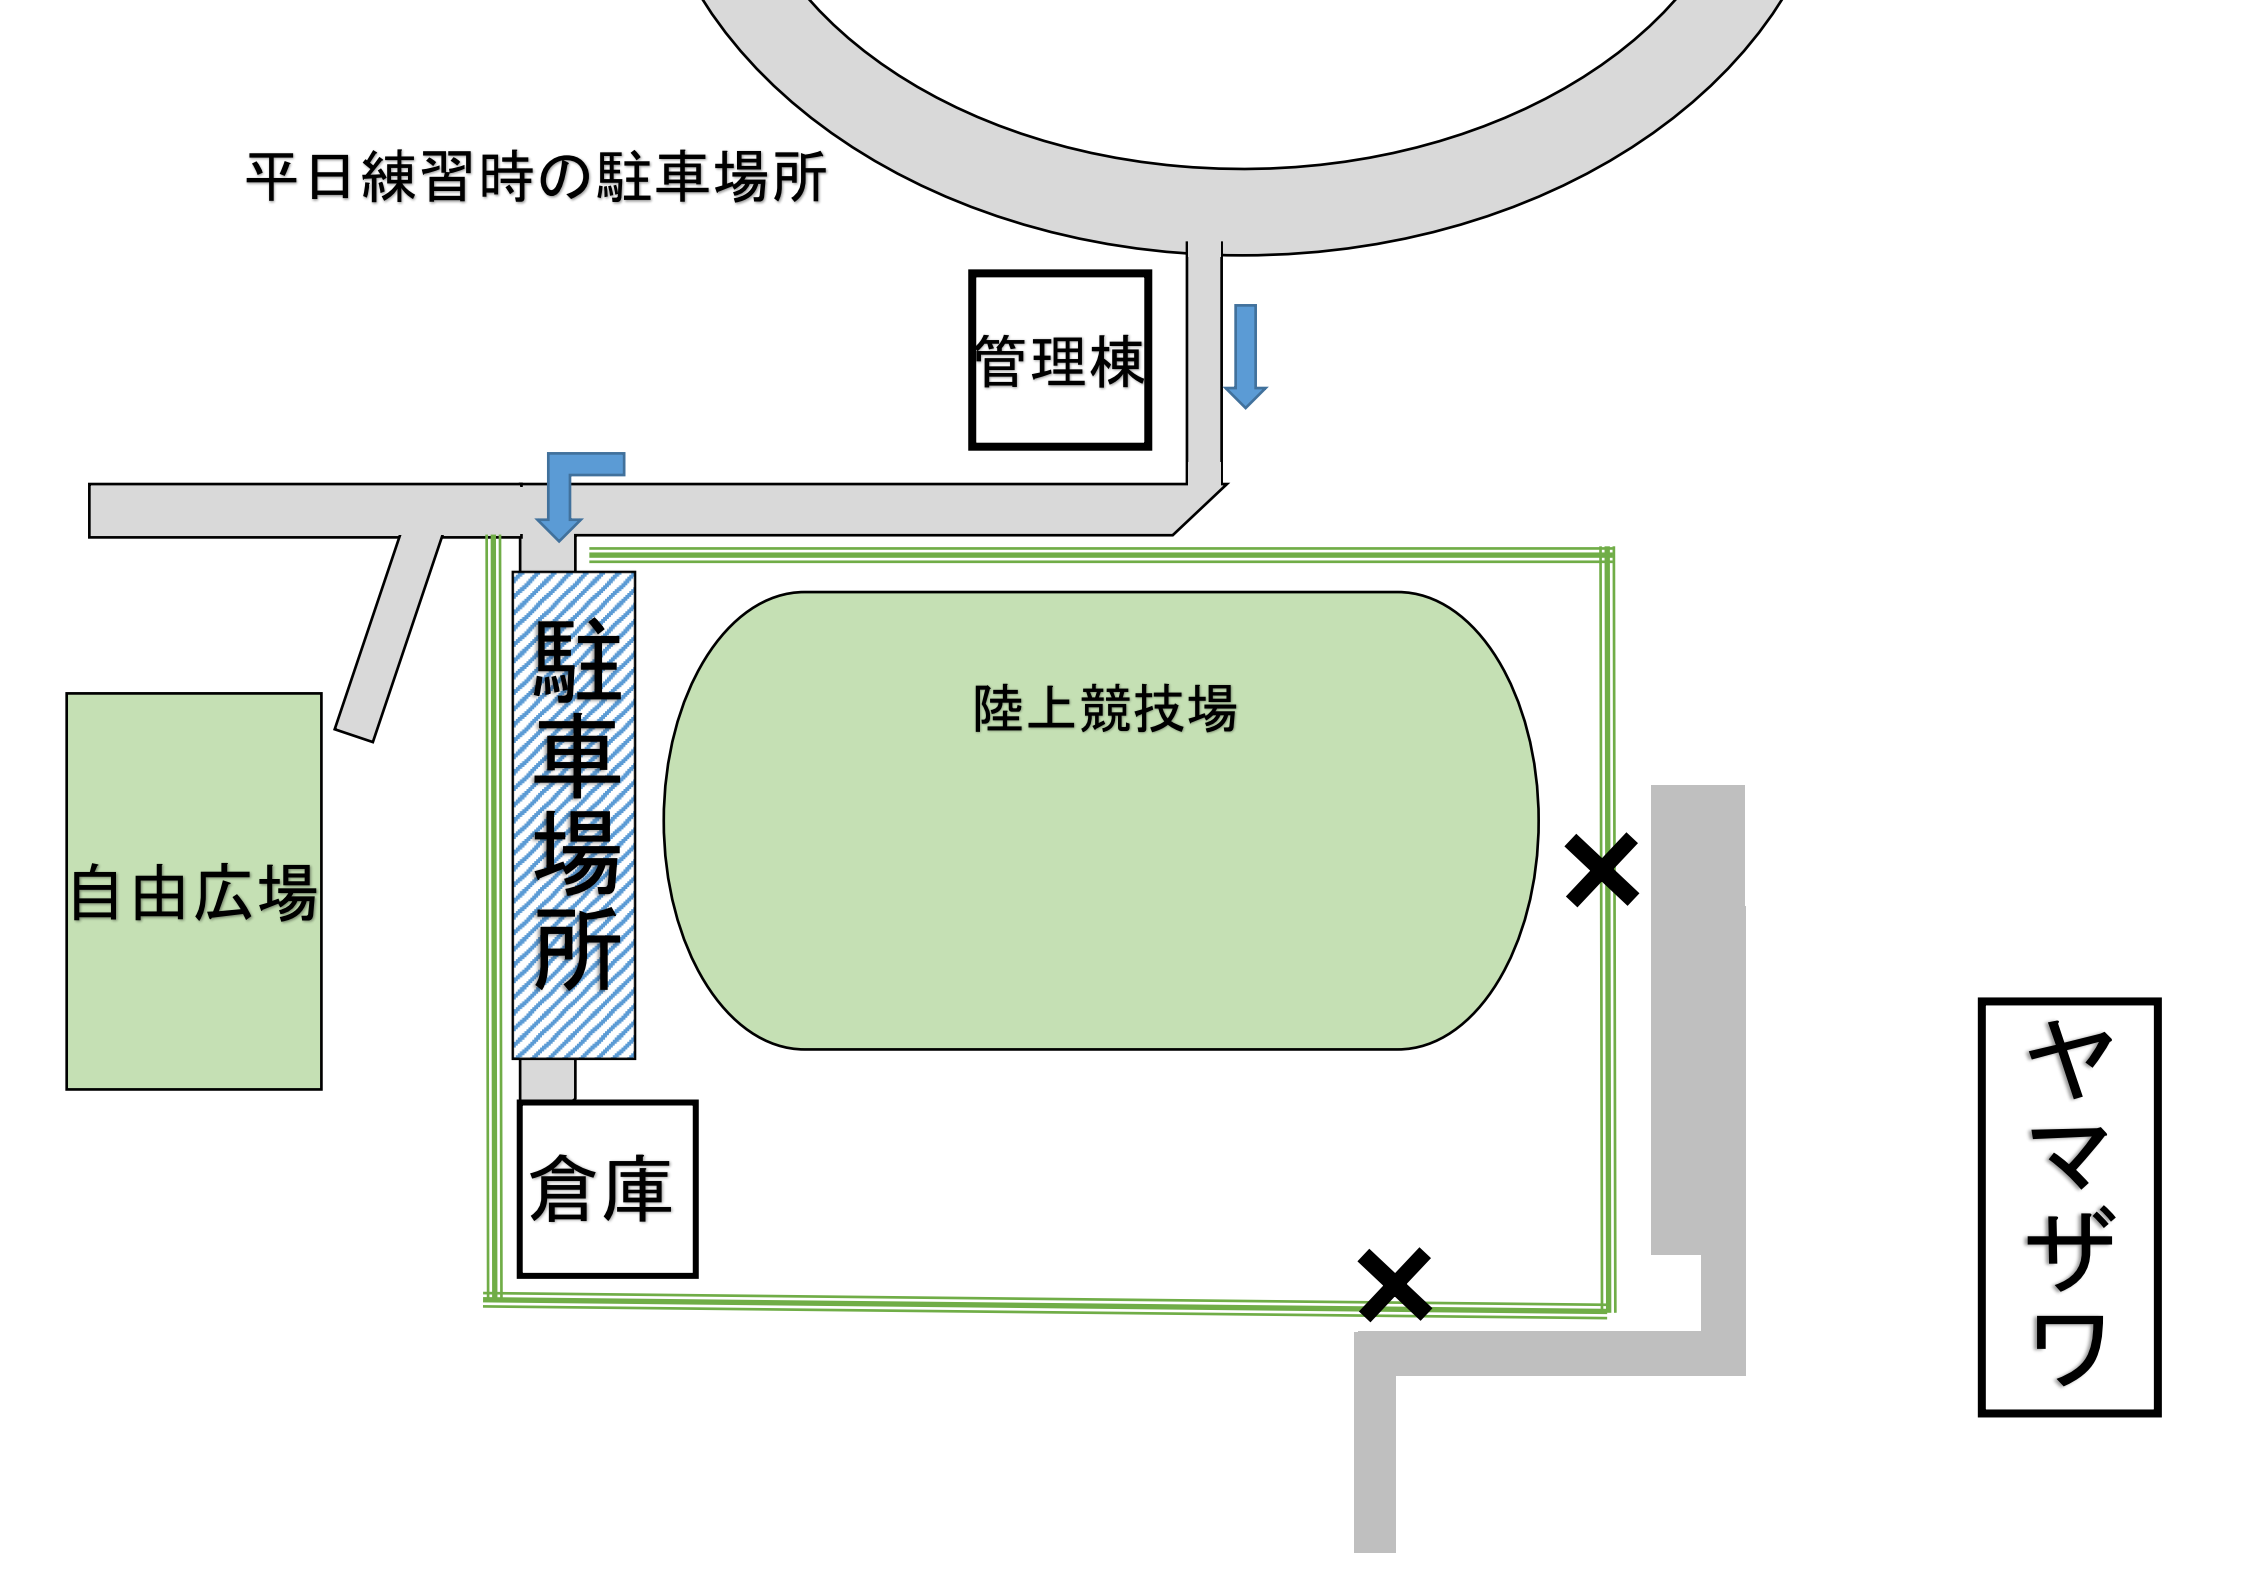 平日練習時の駐車場所
管理棟
駐車場所
陸上競技場
自由広場
倉庫
ヤマザワ